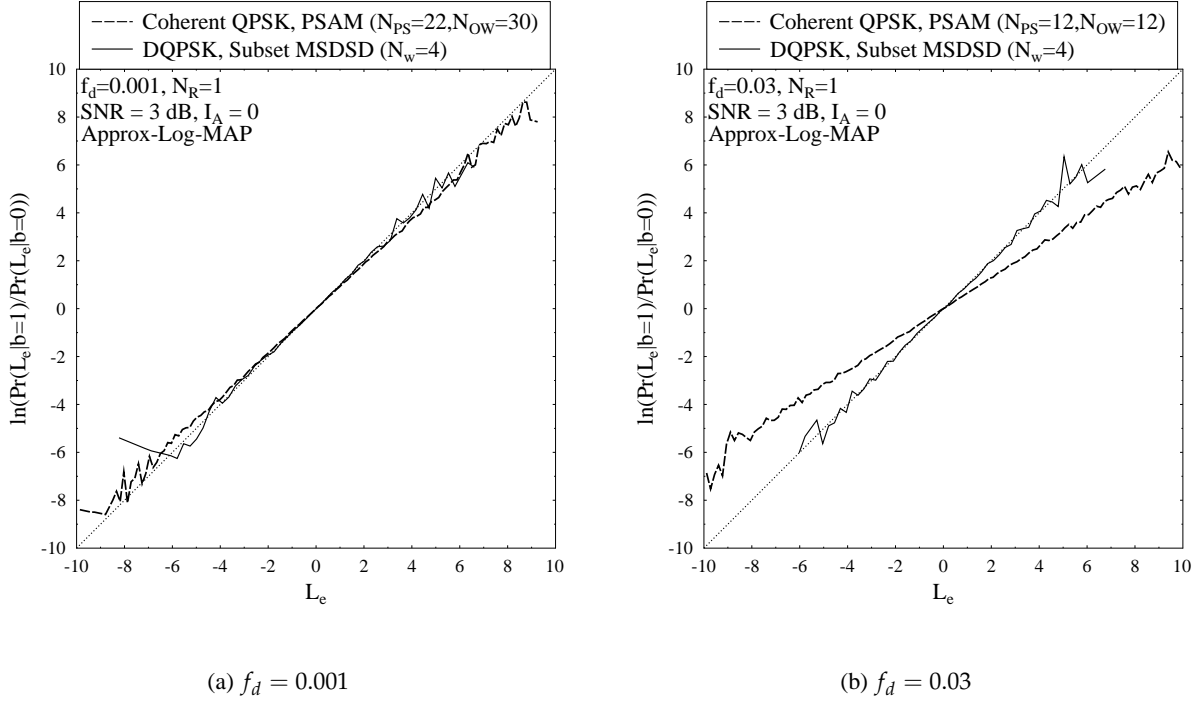 Coherent QPSK, PSAM (N_PS=22,N_OW=30)
DQPSK, Subset MSDSD (N_w=4)
f_d=0.001, N_R=1
SNR = 3 dB, I_A = 0
Approx-Log-MAP
ln(Pr(L_e|b=1)/Pr(L_e|b=0))
10
8
6
4
2
0
-2
-4
-6
-8
-10
-10 -8 -6 -4 -2 0 2 4 6 8 10
L_e
(a) f_d = 0.001
Coherent QPSK, PSAM (N_PS=12,N_OW=12)
DQPSK, Subset MSDSD (N_w=4)
f_d=0.03, N_R=1
SNR = 3 dB, I_A = 0
Approx-Log-MAP
ln(Pr(L_e|b=1)/Pr(L_e|b=0))
10
8
6
4
2
0
-2
-4
-6
-8
-10
-10 -8 -6 -4 -2 0 2 4 6 8 10
L_e
(b) f_d = 0.03